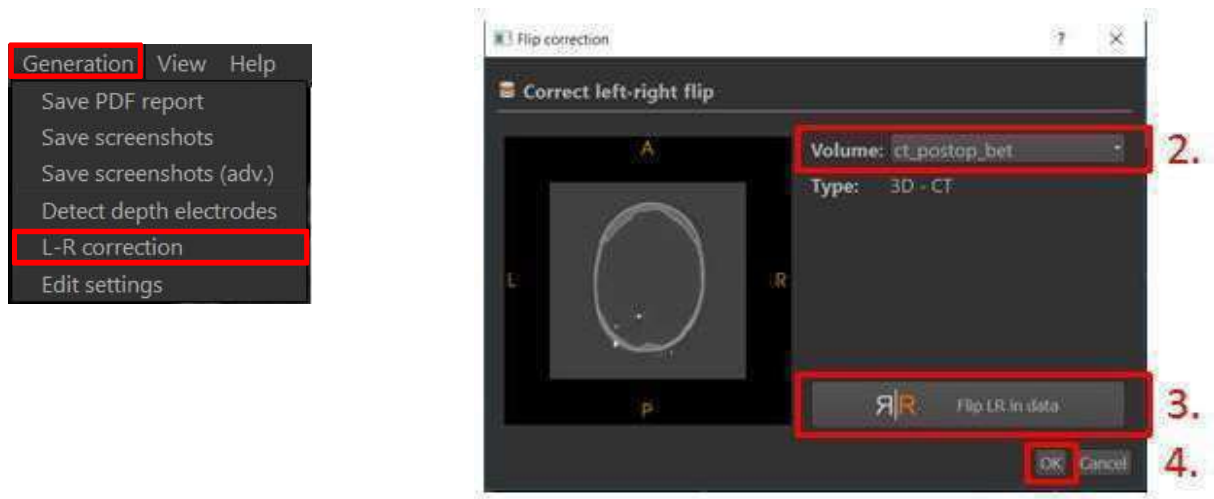 Generation View Help
Save PDF report
Save screenshots
Save screenshots (adv.)
Detect depth electrodes
L-R correction
Edit settings
Flip correction ? ×
Correct left-right flip
A
L
R
P
Volume: ct_postop_bet
Type: 3D - CT
2.
Я|R Flip LR in data
3.
OK Cancel
4.